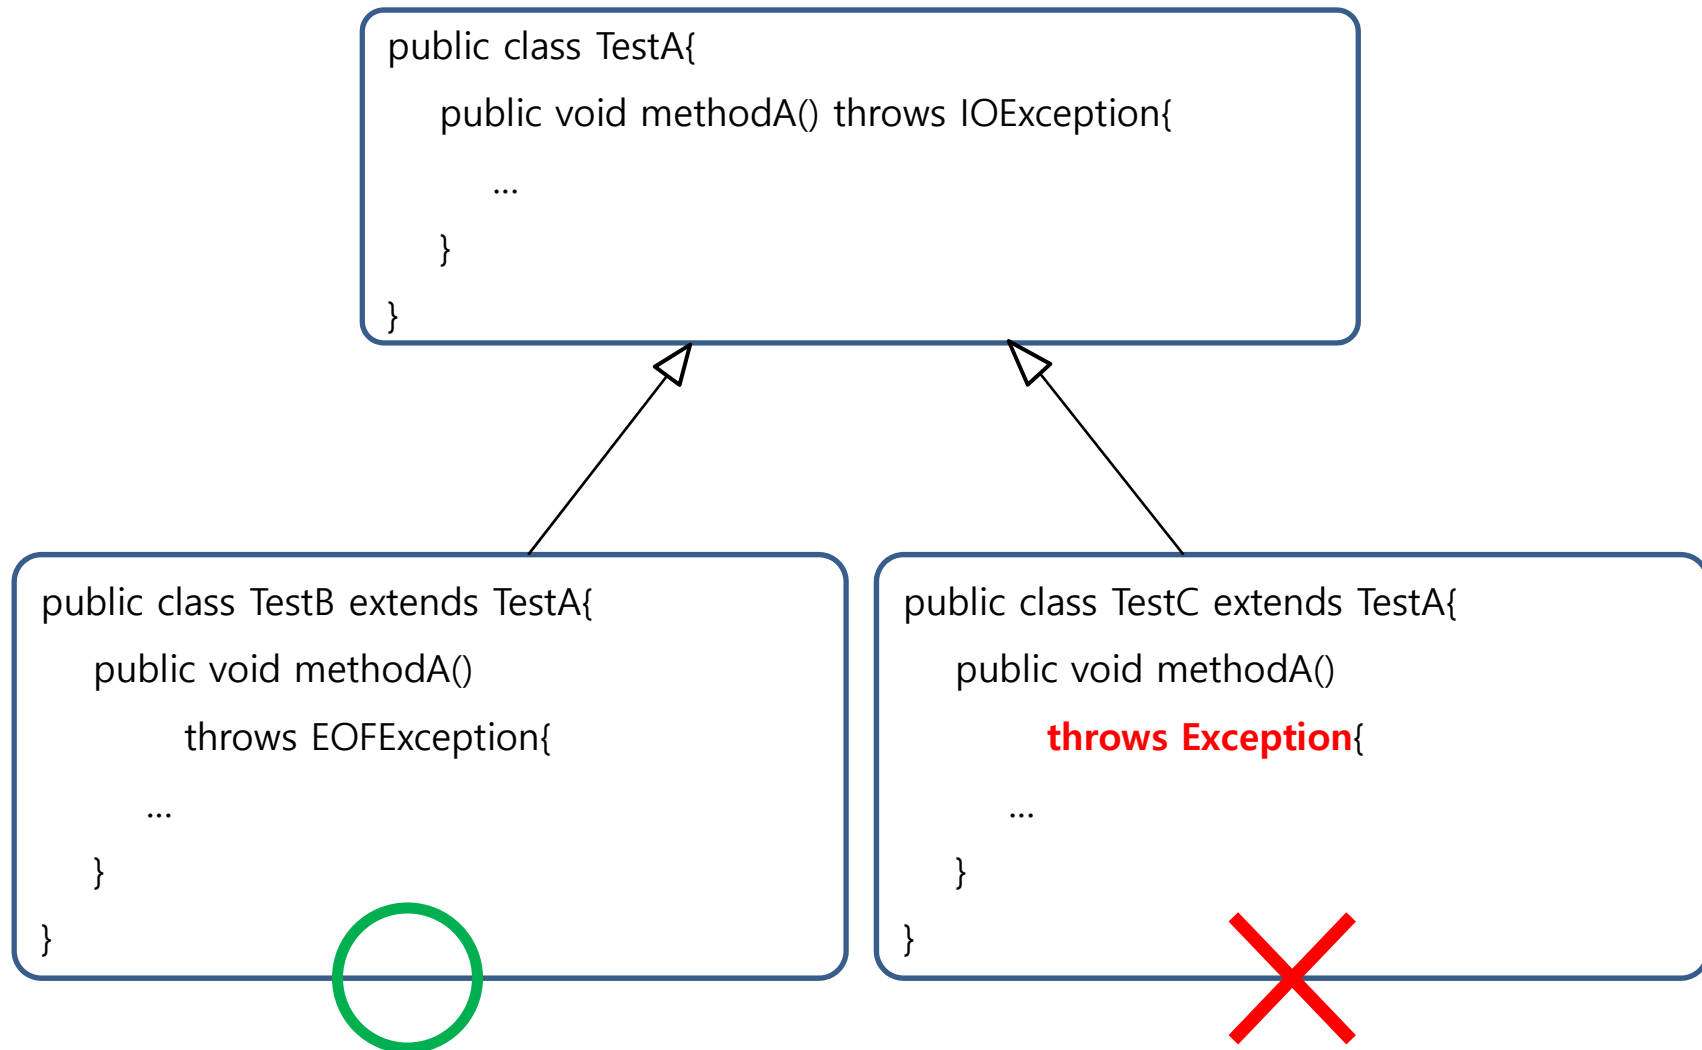 public class TestA{
public void methodA() throws IOException{
...
}
}
public class TestB extends TestA{
public void methodA()
throws EOFException{
...
}
}
public class TestC extends TestA{
public void methodA()
throws Exception{
...
}
}